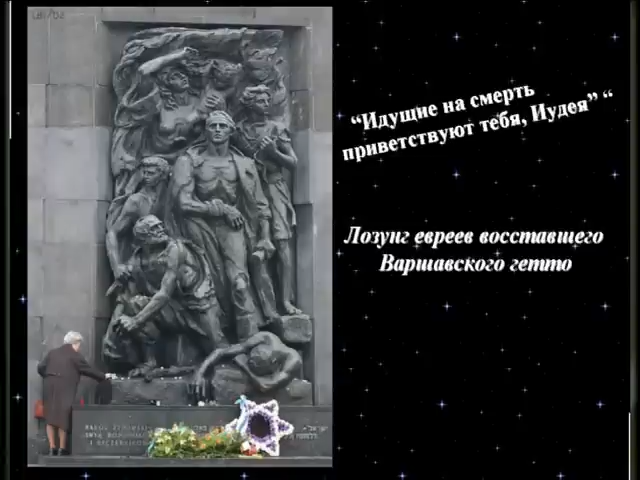 “Идущие на смерть
приветствуют тебя, Иудея” “
Лозунг евреев восставшего
Варшавского гетто